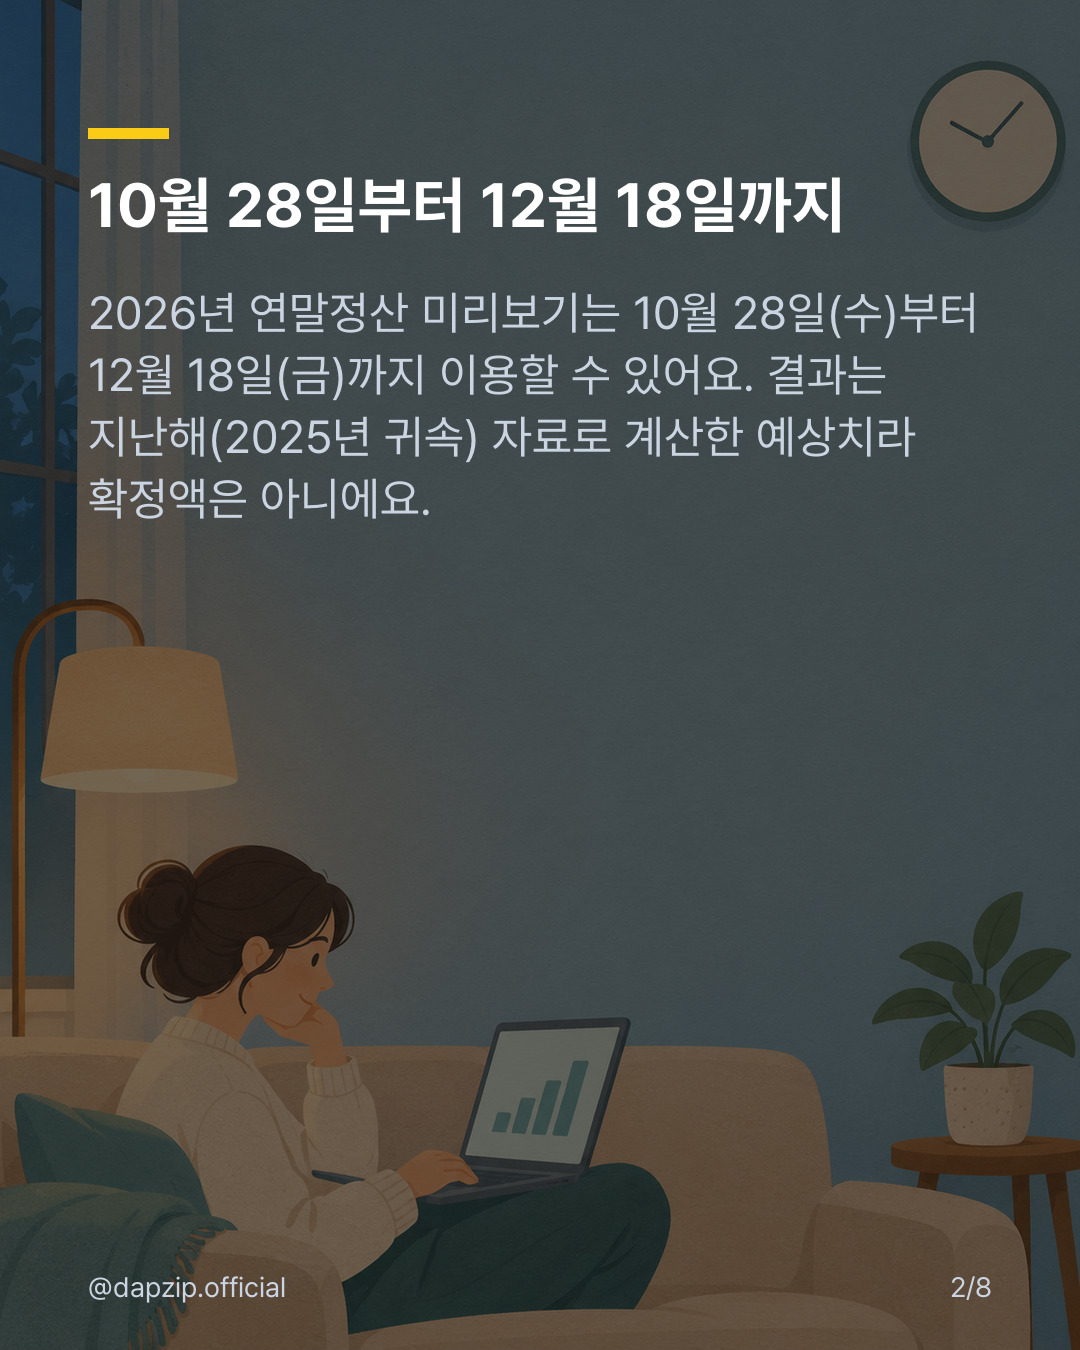 10월 28일부터 12월 18일까지
2026년 연말정산 미리보기는 10월 28일(수)부터
12월 18일(금)까지 이용할 수 있어요. 결과는
지난해(2025년 귀속) 자료로 계산한 예상치라
확정액은 아니에요.
@dapzip.official
2/8